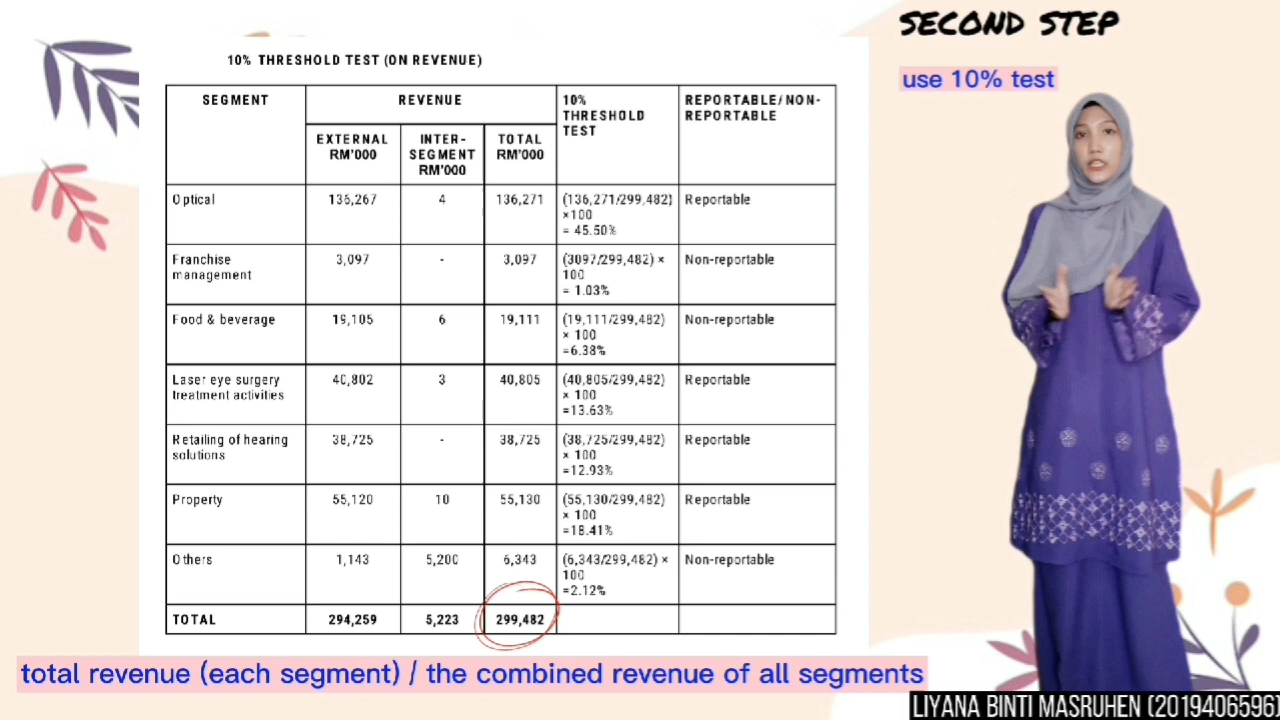 SECOND STEP
use 10% test
10% THRESHOLD TEST (ON REVENUE)
SEGMENT REVENUE 10% THRESHOLD TEST REPORTABLE/NON-REPORTABLE
EXTERNAL RM'000 INTER-SEGMENT RM'000 TOTAL RM'000
Optical 136,267 4 136,271 (136,271/299,482) ×100 = 45.50% Reportable
Franchise management 3,097 - 3,097 (3097/299,482) × 100 = 1.03% Non-reportable
Food & beverage 19,105 6 19,111 (19,111/299,482) × 100 =6.38% Non-reportable
Laser eye surgery treatment activities 40,802 3 40,805 (40,805/299,482) × 100 =13.63% Reportable
Retailing of hearing solutions 38,725 - 38,725 (38,725/299,482) × 100 =12.93% Reportable
Property 55,120 10 55,130 (55,130/299,482) × 100 =18.41% Reportable
Others 1,143 5,200 6,343 (6,343/299,482) × 100 =2.12% Non-reportable
TOTAL 294,259 5,223 299,482
total revenue (each segment) / the combined revenue of all segments
LIYANA BINTI MASRUHEN (2019406596)